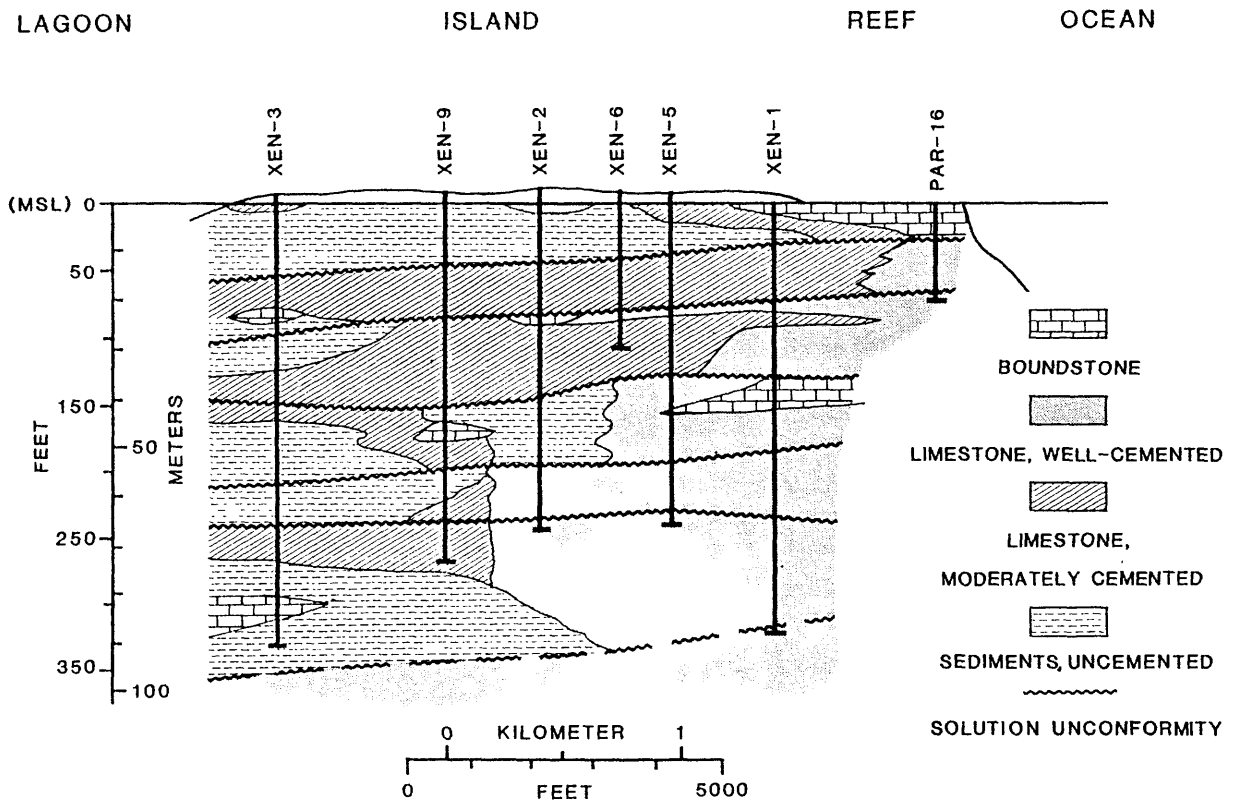 LAGOON ISLAND REEF OCEAN
XEN-3 XEN-9 XEN-2 XEN-6 XEN-5 XEN-1 PAR-16
(MSL) 0
50
150
250
350
FEET
50
100
METERS
BOUNDSTONE
LIMESTONE, WELL-CEMENTED
LIMESTONE,
MODERATELY CEMENTED
SEDIMENTS, UNCEMENTED
SOLUTION UNCONFORMITY
0 KILOMETER 1
0 FEET 5000